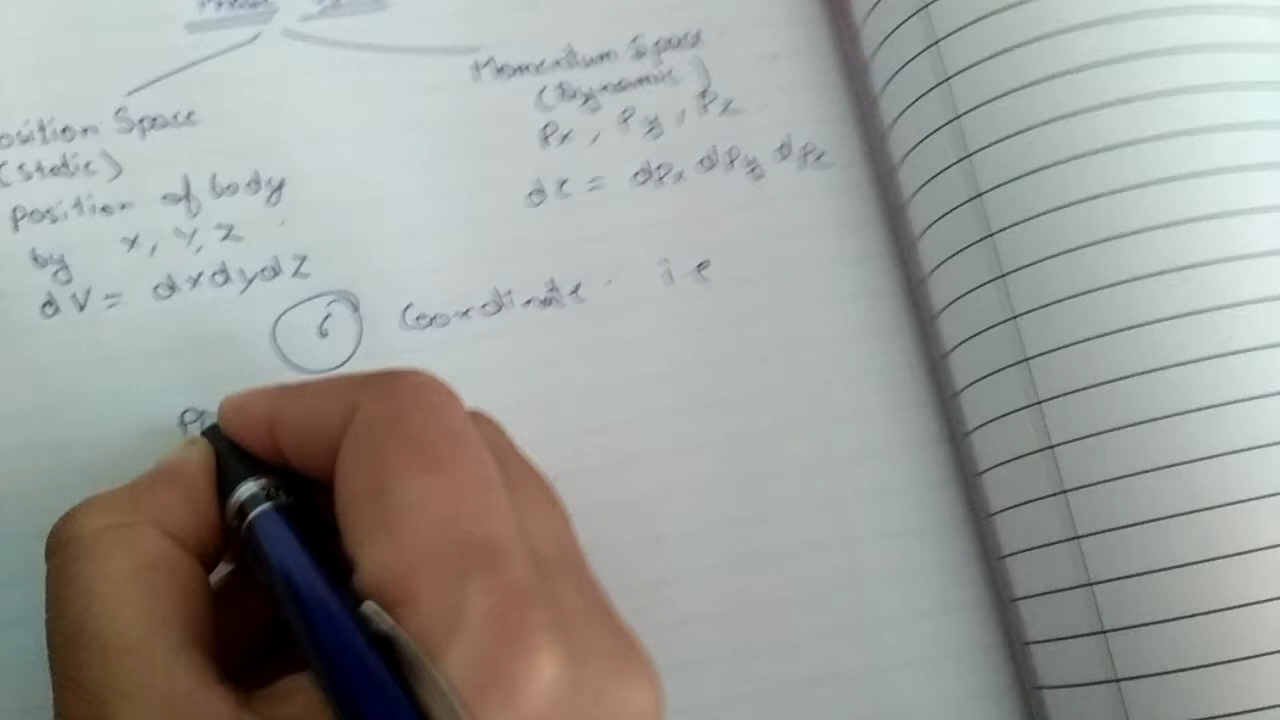 Position Space
(Static)
position of body
by x, y, z
dV = dxdydz
Momentum Space
(Dynamic)
Px, Py, Pz
dτ = dPx dPy dPz
6 Coordinate i.e